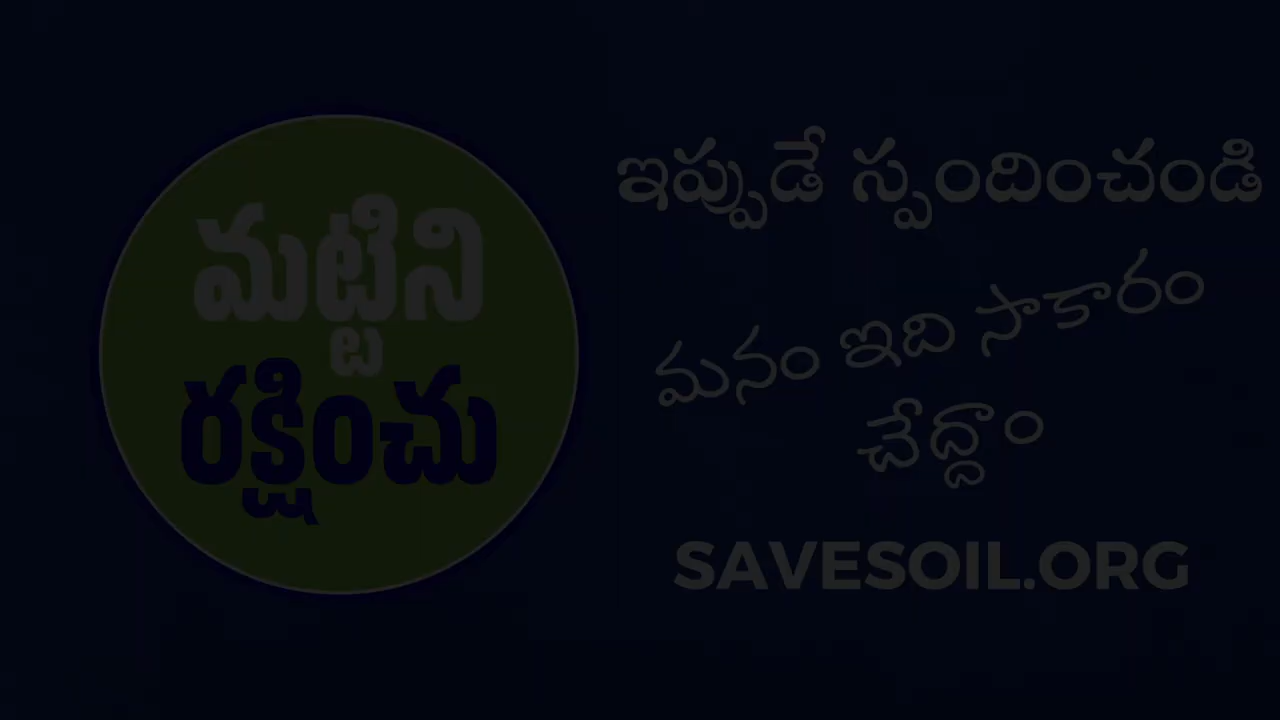 మట్టిని
రక్షించు
ఇప్పుడే స్పందించండి
మనం ఇది సాకారం
చేద్దాం
SAVESOIL.ORG